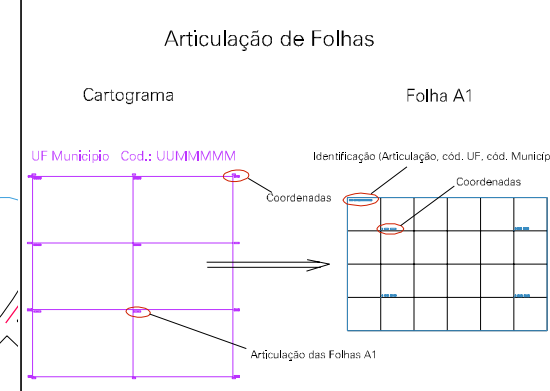 Articulação de Folhas
Cartograma
Folha A1
UF Municipio Cod.: UUMMMMM
Identificação (Articulação, cód. UF, cód. Municíp
Coordenadas
Coordenadas
Articulação das Folhas A1